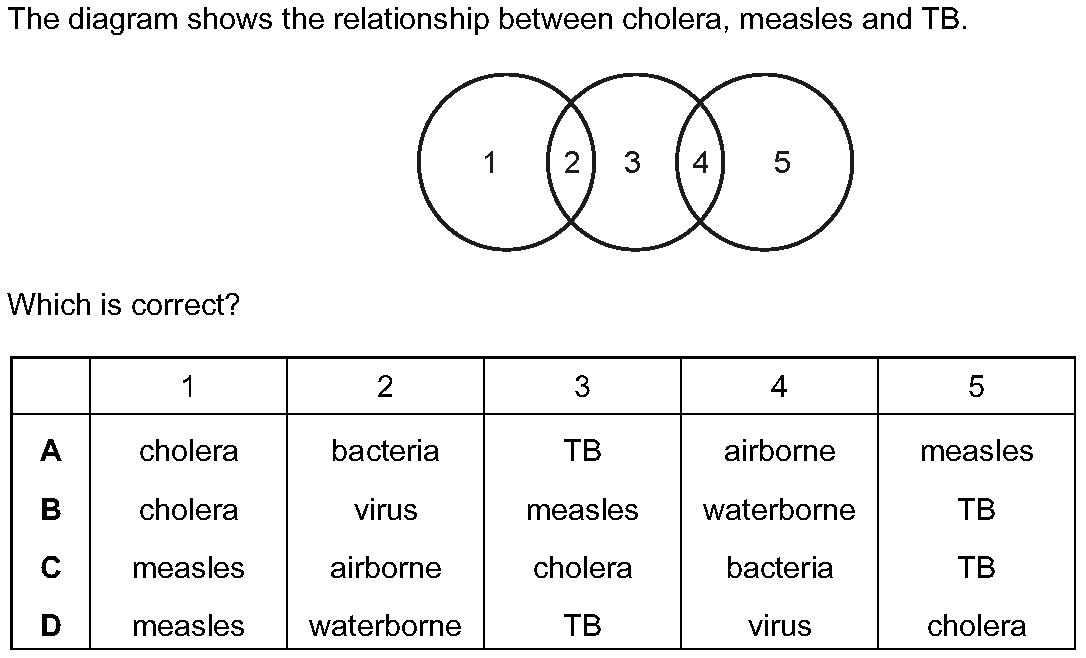 The diagram shows the relationship between cholera, measles and TB.
1 2 3 4 5
Which is correct?
1 2 3 4 5
A cholera bacteria TB airborne measles
B cholera virus measles waterborne TB
C measles airborne cholera bacteria TB
D measles waterborne TB virus cholera